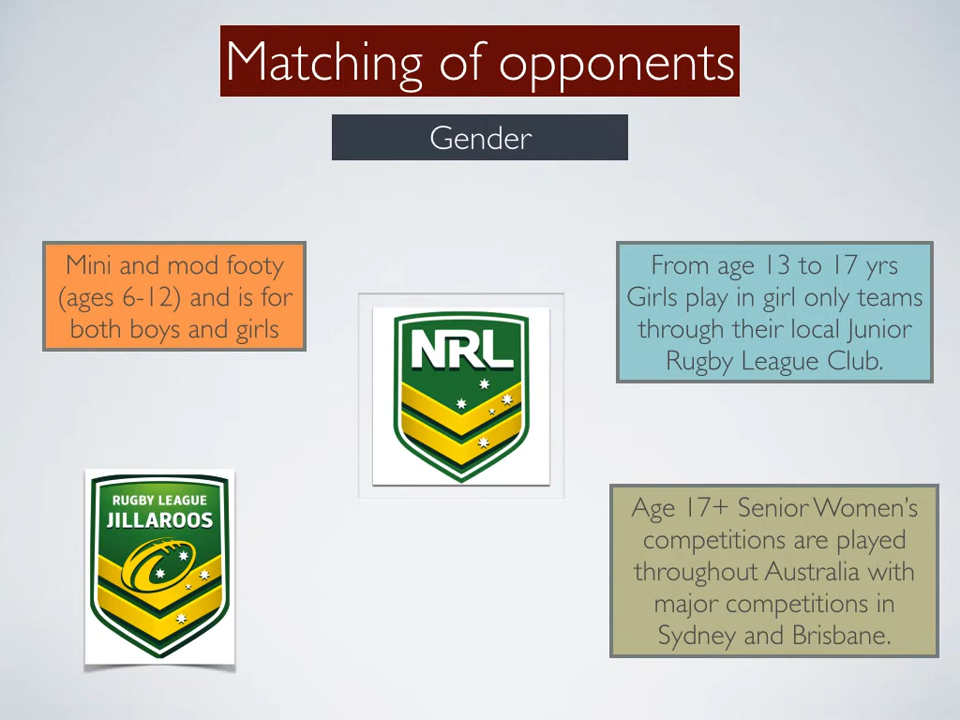 Matching of opponents
Gender
Mini and mod footy
(ages 6-12) and is for
both boys and girls
From age 13 to 17 yrs
Girls play in girl only teams
through their local Junior
Rugby League Club.
NRL
RUGBY LEAGUE
JILLAROOS
Age 17+ Senior Women's
competitions are played
throughout Australia with
major competitions in
Sydney and Brisbane.